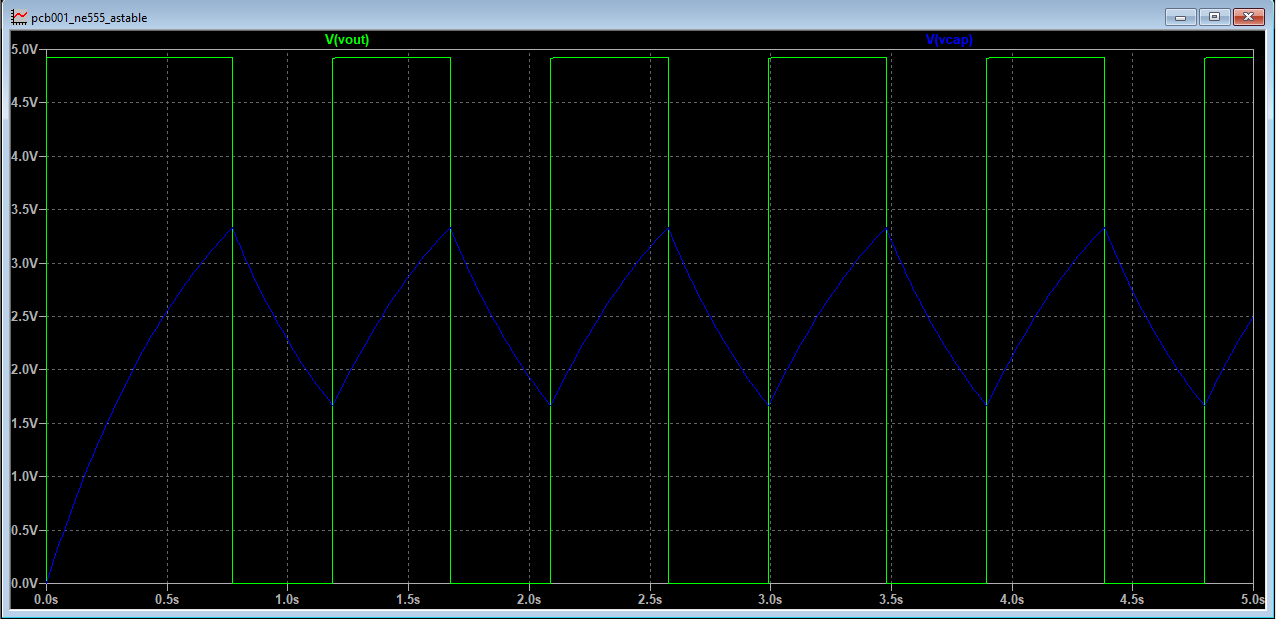 pcb001_ne555_astable
V(vout) V(vcap)
5.0V
4.5V
4.0V
3.5V
3.0V
2.5V
2.0V
1.5V
1.0V
0.5V
0.0V
0.0s 0.5s 1.0s 1.5s 2.0s 2.5s 3.0s 3.5s 4.0s 4.5s 5.0s